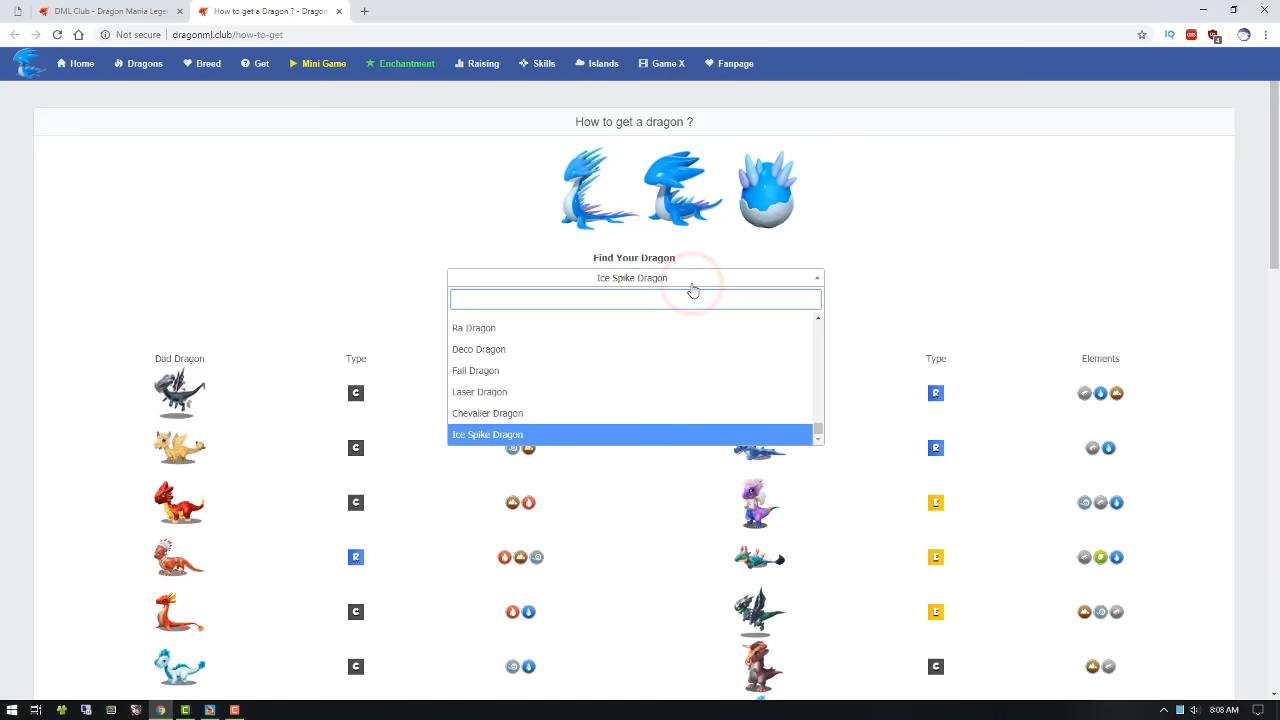 DML Club - Dragon Mania Lege
How to get a Dragon ? - Dragon
Not secure | dragonml.club/how-to-get
Home Dragons Breed Get Mini Game Enchantment Raising Skills Islands Game X Fanpage
How to get a dragon ?
Find Your Dragon
Ice Spike Dragon
Ra Dragon
Deco Dragon
Fall Dragon
Laser Dragon
Chevalier Dragon
Ice Spike Dragon
Dad Dragon Type Type Elements
C R
C R
C E
R E
C E
C C
8:08 AM